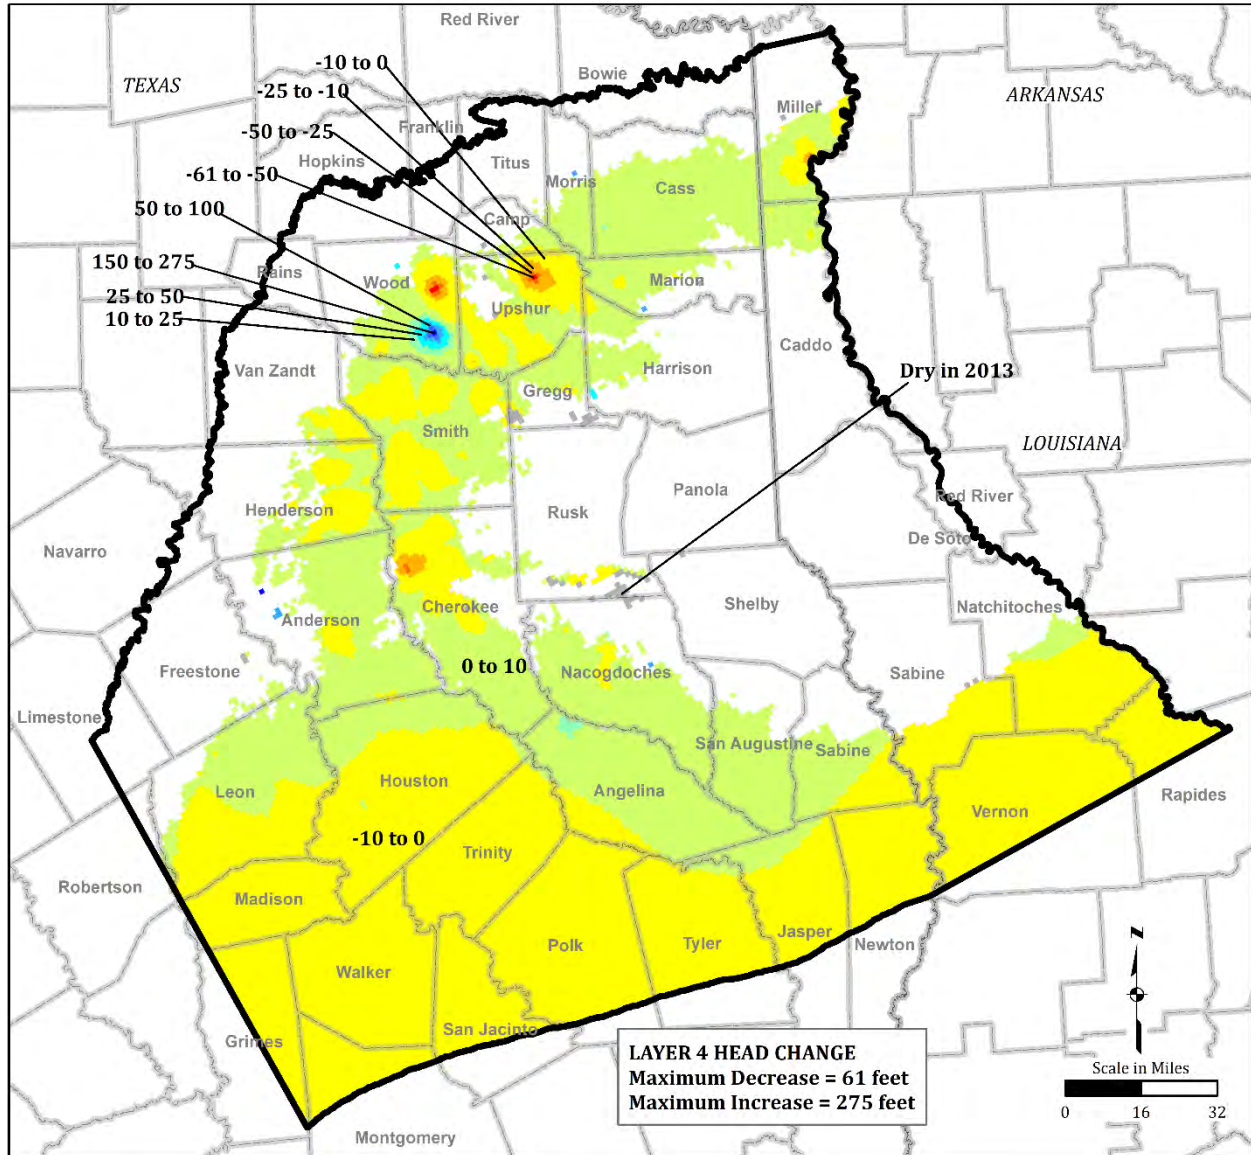 Red River
-10 to 0
TEXAS
Bowie
ARKANSAS
-25 to -10
Miller
Franklin
-50 to -25
Hopkins
Titus
-61 to -50
Morris
Cass
50 to 100
Camp
150 to 275
Rains
Wood
Marion
25 to 50
Upshur
10 to 25
Caddo
Van Zandt
Harrison
Dry in 2013
Gregg
Smith
LOUISIANA
Panola
Red River
Henderson
Rusk
De Soto
Navarro
Shelby
Cherokee
Natchitoches
Anderson
0 to 10
Nacogdoches
Freestone
Sabine
Limestone
San Augustine
Sabine
Houston
Leon
Angelina
Rapides
Vernon
-10 to 0
Trinity
Robertson
Madison
Jasper
Polk
Tyler
Newton
Walker
N
San Jacinto
Grimes
LAYER 4 HEAD CHANGE
Maximum Decrease = 61 feet
Maximum Increase = 275 feet
Scale in Miles
0 16 32
Montgomery